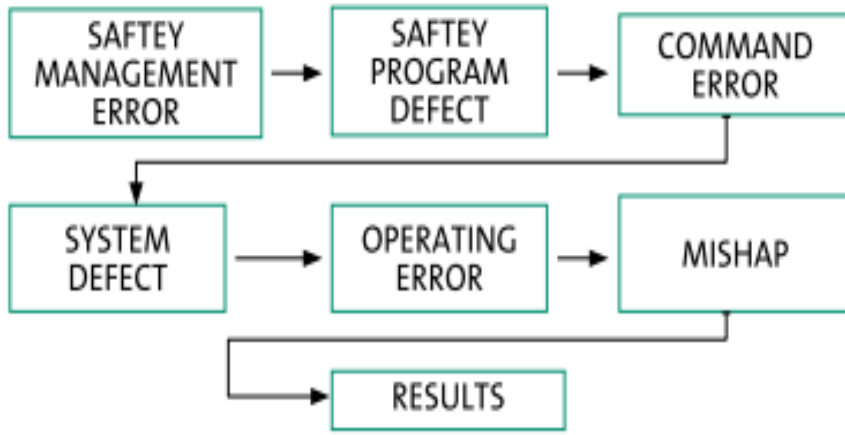 SAFTEY
MANAGEMENT
ERROR
SAFTEY
PROGRAM
DEFECT
COMMAND
ERROR
SYSTEM
DEFECT
OPERATING
ERROR
MISHAP
RESULTS